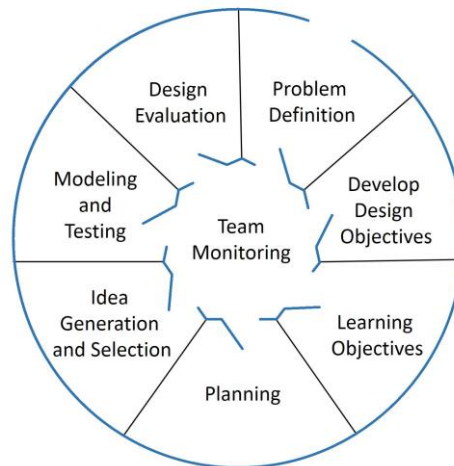 Problem
Definition
Develop
Design
Objectives
Learning
Objectives
Planning
Idea
Generation
and Selection
Modeling
and
Testing
Design
Evaluation
Team
Monitoring